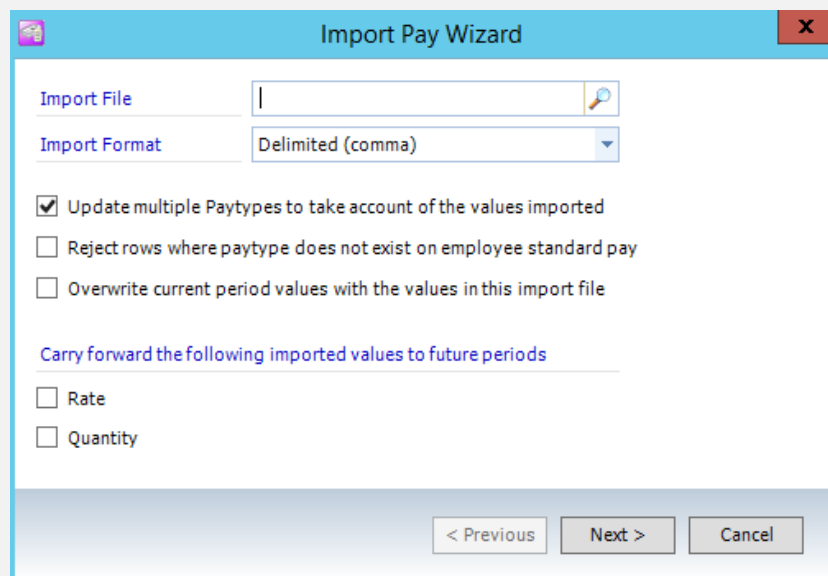 Import Pay Wizard
x
Import File
Import Format Delimited (comma)
Update multiple Paytypes to take account of the values imported
Reject rows where paytype does not exist on employee standard pay
Overwrite current period values with the values in this import file
Carry forward the following imported values to future periods
Rate
Quantity
< Previous Next > Cancel